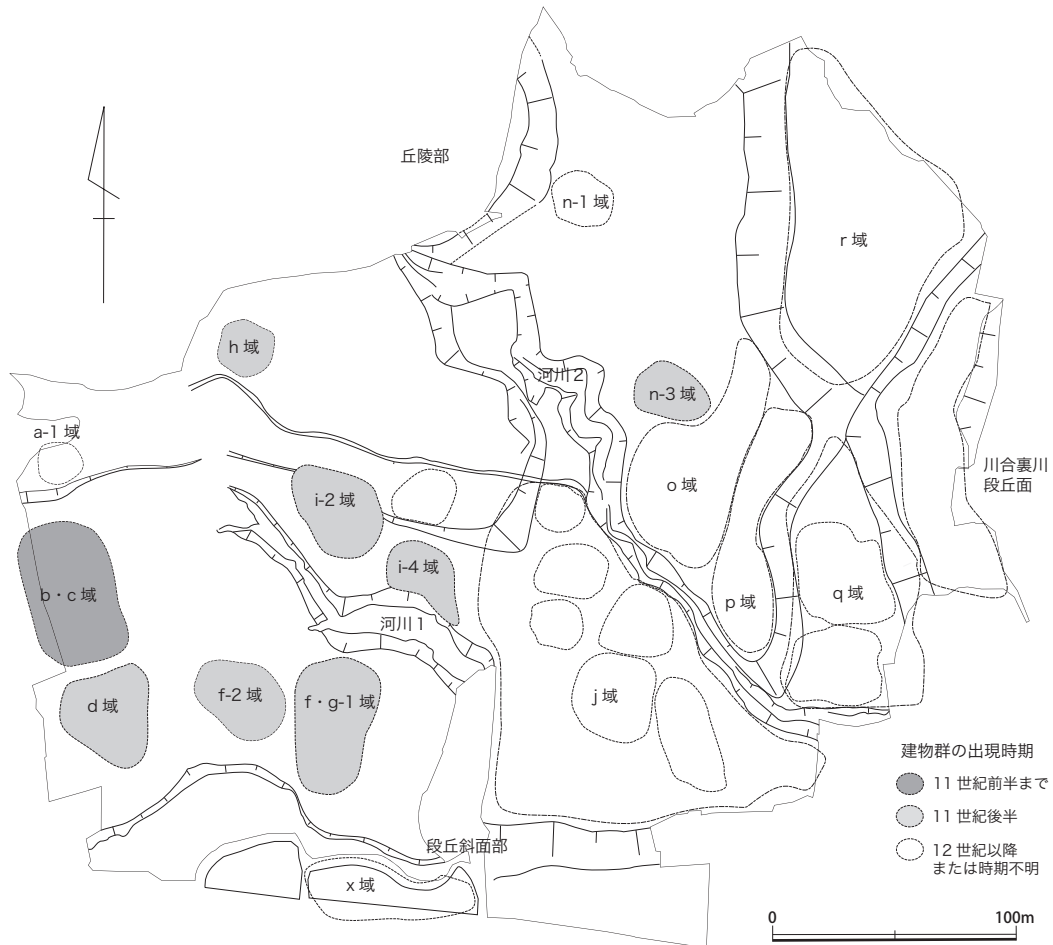 丘陵部
n-1 域
r 域
h 域
河川 2
n-3 域
a-1 域
川合裏川
段丘面
i-2 域
o 域
i-4 域
b・c 域
p 域
q 域
河川 1
d 域
f-2 域
f・g-1 域
j 域
建物群の出現時期
11 世紀前半まで
11 世紀後半
12 世紀以降
または時期不明
段丘斜面部
x 域
0 100m